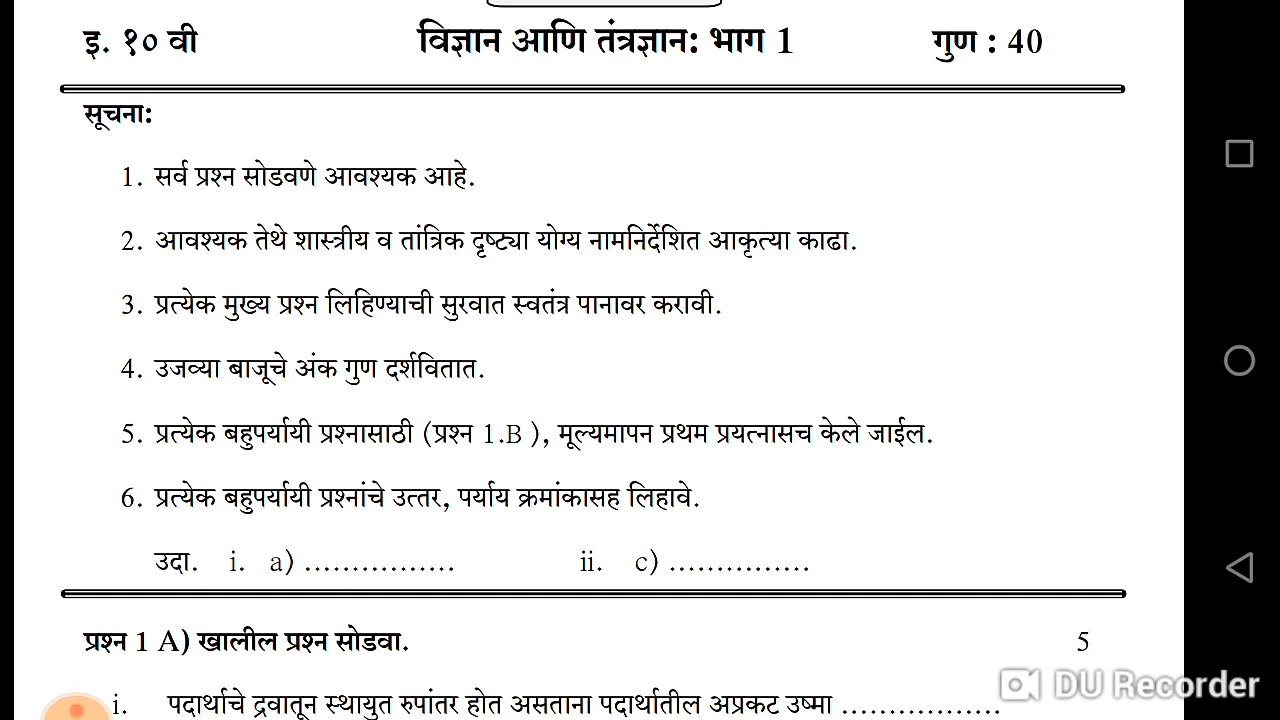 इ. १० वी विज्ञान आणि तंत्रज्ञान: भाग 1 गुण : 40
सूचना:
1. सर्व प्रश्न सोडवणे आवश्यक आहे.
2. आवश्यक तेथे शास्त्रीय व तांत्रिक दृष्ट्या योग्य नामनिर्देशित आकृत्या काढा.
3. प्रत्येक मुख्य प्रश्न लिहिण्याची सुरवात स्वतंत्र पानावर करावी.
4. उजव्या बाजूचे अंक गुण दर्शवितात.
5. प्रत्येक बहुपर्यायी प्रश्नासाठी (प्रश्न 1.B ), मूल्यमापन प्रथम प्रयत्नासच केले जाईल.
6. प्रत्येक बहुपर्यायी प्रश्नांचे उत्तर, पर्याय क्रमांकासह लिहावे.
उदा. i. a) ................ ii. c) ...............
प्रश्न 1 A) खालील प्रश्न सोडवा. 5
i. पदार्थाचे द्रवातून स्थायुत रुपांतर होत असताना पदार्थातील अप्रकट उष्मा .................
DU Recorder